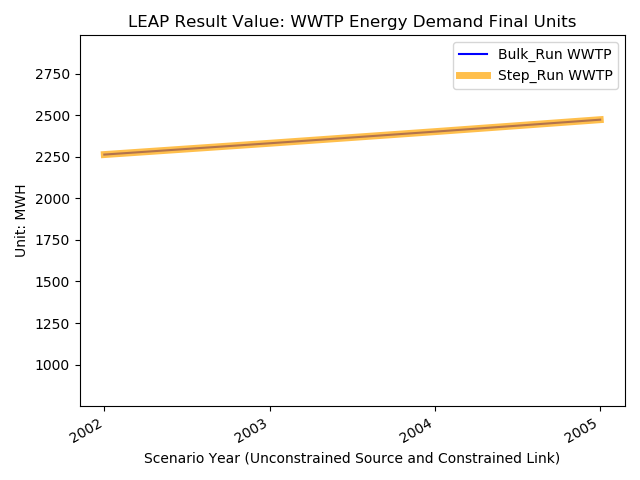 LEAP Result Value: WWTP Energy Demand Final Units
Bulk_Run WWTP
Step_Run WWTP
2750
2500
2250
2000
1750
1500
1250
1000
Unit: MWH
2002
2003
2004
2005
Scenario Year (Unconstrained Source and Constrained Link)